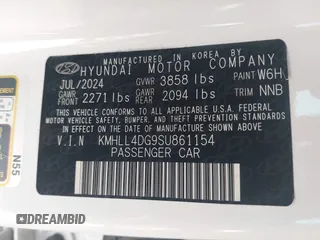 MANUFACTURED IN KOREA BY
HYUNDAI MOTOR COMPANY
JUL/2024 GVWR 3858 lbs PAINT W6H
GAWR FRONT 2271 lbs GAWR REAR 2094 lbs TRIM NNB
THIS VEHICLE CONFORMS TO ALL APPLICABLE
U.S. FEDERAL MOTOR VEHICLE SAFETY, BUMPER,
AND THEFT PREVENTION STANDARDS IN EFFECT
ON THE DATE OF MANUFACTURE SHOWN ABOVE.
V.I.N KMHLL4DG9SU861154
PASSENGER CAR
N55
DREAMBID
DREAMBID